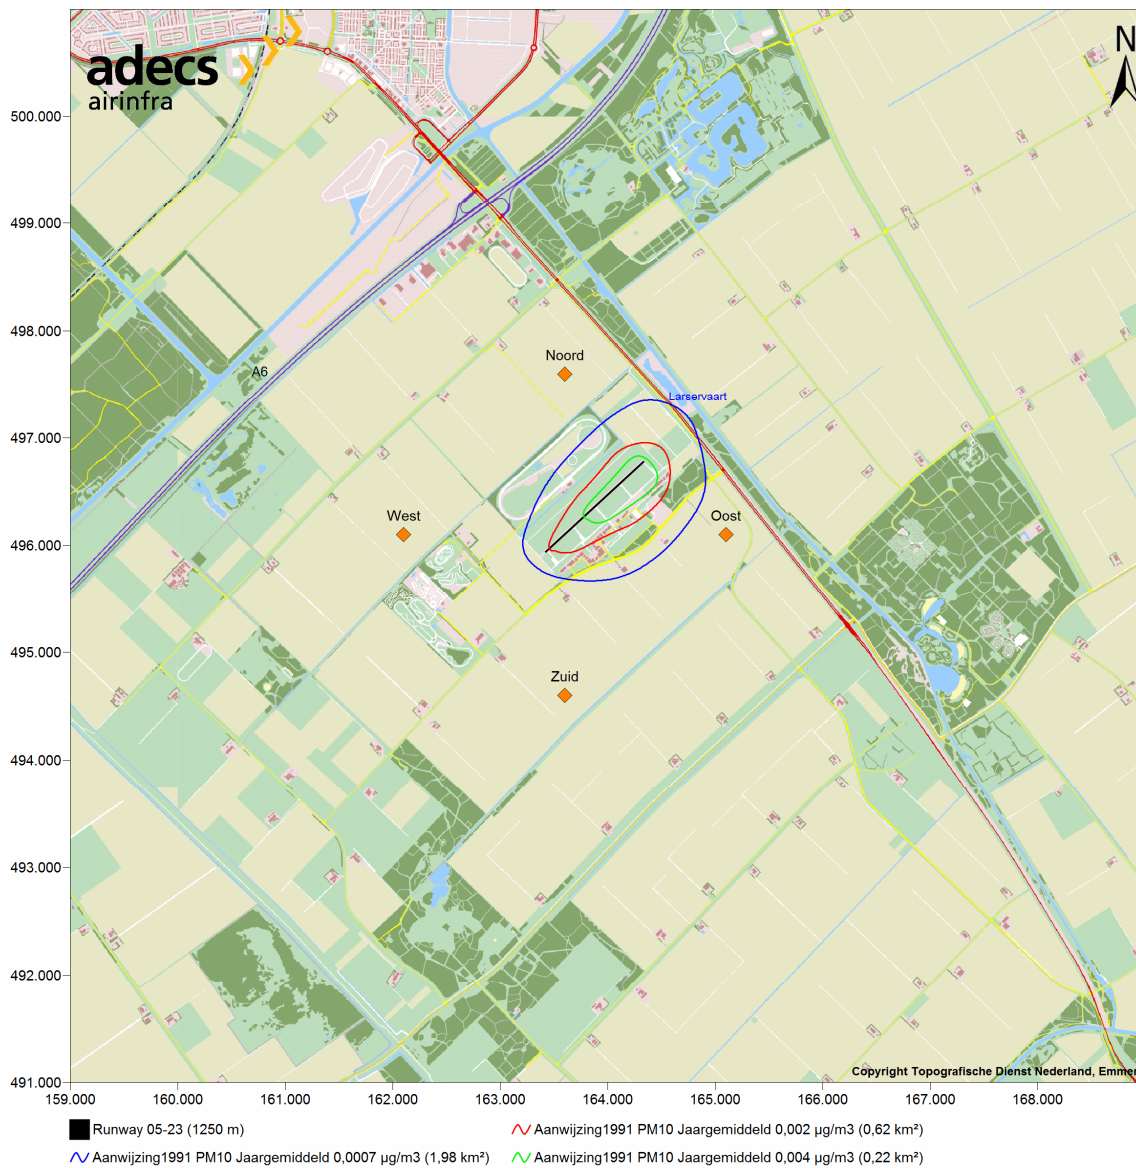 adecs
airinfra
N
500.000
499.000
498.000
497.000
496.000
495.000
494.000
493.000
492.000
491.000
A6
Noord
Larservaart
West
Oost
Zuid
Copyright Topografische Dienst Nederland, Emmen
159.000 160.000 161.000 162.000 163.000 164.000 165.000 166.000 167.000 168.000
Runway 05-23 (1250 m)
Aanwijzing1991 PM10 Jaargemiddeld 0,002 µg/m3 (0,62 km²)
Aanwijzing1991 PM10 Jaargemiddeld 0,0007 µg/m3 (1,98 km²)
Aanwijzing1991 PM10 Jaargemiddeld 0,004 µg/m3 (0,22 km²)